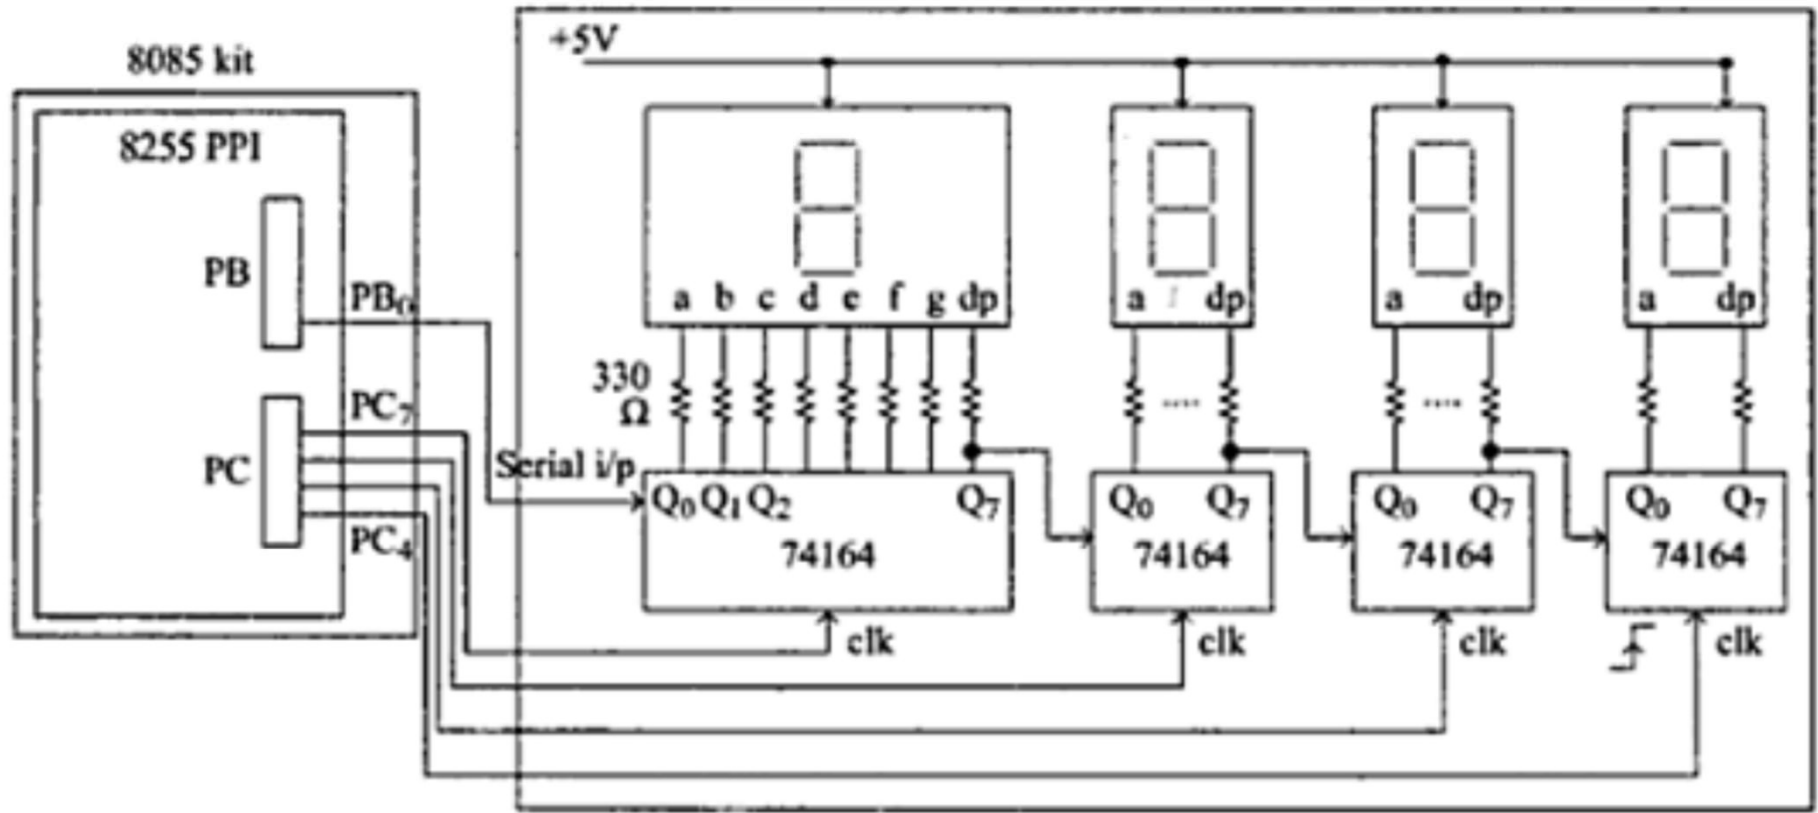 +5V
8085 kit
8255 PPI
PB
PB₀
a b c d e f g dp
a dp
a dp
a dp
330
Ω
PC₇
PC
PC₄
Serial i/p
Q₀ Q₁ Q₂ Q₇
74164
Q₀ Q₇
74164
Q₀ Q₇
74164
Q₀ Q₇
74164
clk
clk
clk
clk